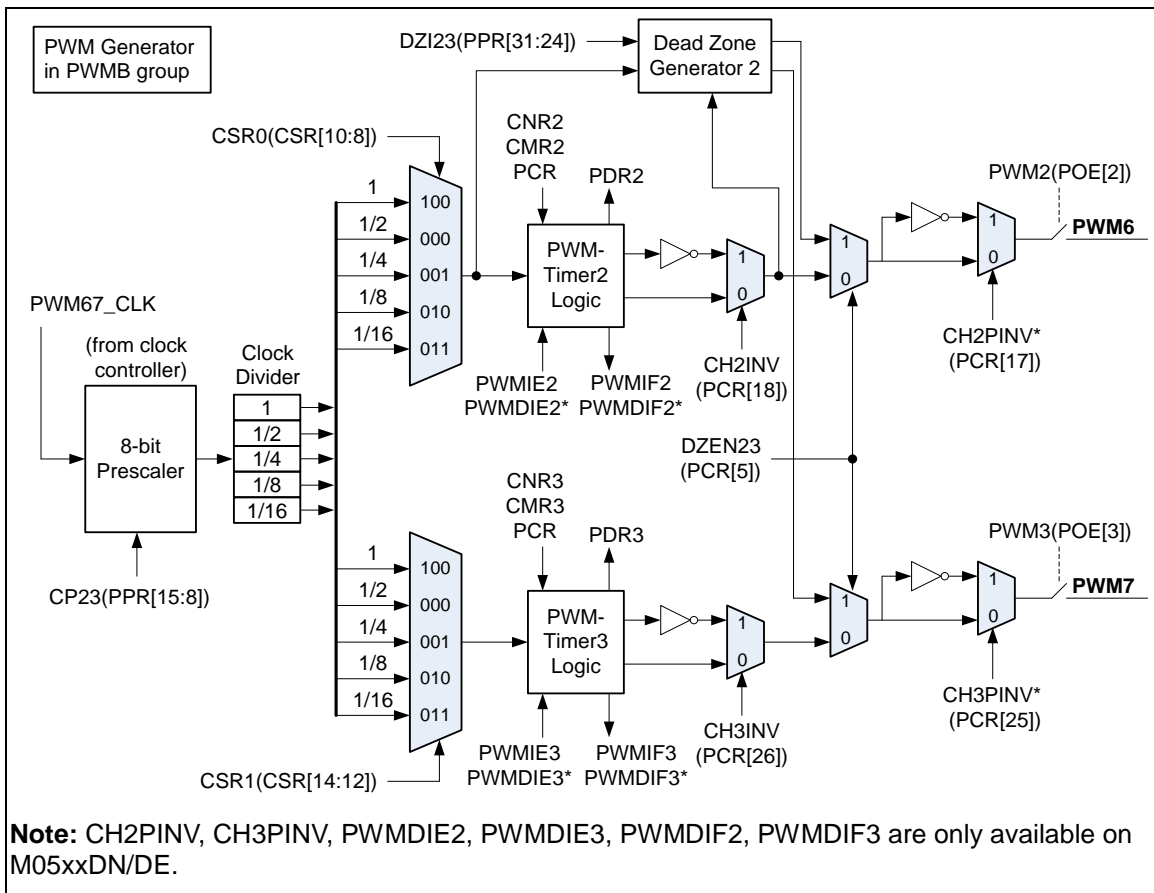 PWM Generator
in PWMB group
DZI23(PPR[31:24])
Dead Zone
Generator 2
CSR0(CSR[10:8])
CNR2
CMR2
PCR
PDR2
PWM2(POE[2])
1
1/2
1/4
1/8
1/16
100
000
001
010
011
PWM-
Timer2
Logic
1
0
1
0
1
0
PWM6
PWM67_CLK
(from clock
controller)
Clock
Divider
PWMIE2
PWMDIE2*
PWMIF2
PWMDIF2*
CH2INV
(PCR[18])
CH2PINV*
(PCR[17])
8-bit
Prescaler
1
1/2
1/4
1/8
1/16
DZEN23
(PCR[5])
CP23(PPR[15:8])
CNR3
CMR3
PCR
PDR3
PWM3(POE[3])
1
1/2
1/4
1/8
1/16
100
000
001
010
011
PWM-
Timer3
Logic
1
0
1
0
1
0
PWM7
PWMIE3
PWMDIE3*
PWMIF3
PWMDIF3*
CH3INV
(PCR[26])
CH3PINV*
(PCR[25])
CSR1(CSR[14:12])
Note: CH2PINV, CH3PINV, PWMDIE2, PWMDIE3, PWMDIF2, PWMDIF3 are only available on
M05xxDN/DE.